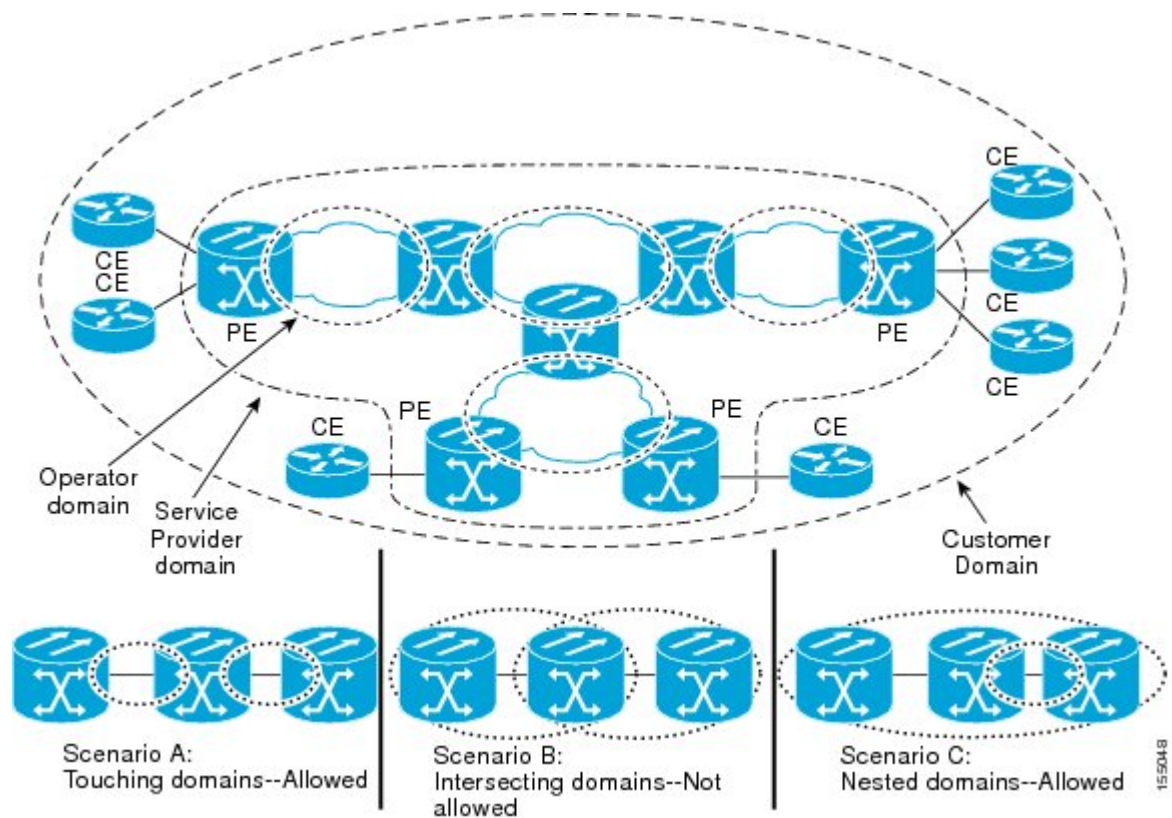 CE
CE
CE
PE
CE
PE
CE
PE
PE
CE
CE
Operator
domain
Service
Provider
domain
Customer
Domain
Scenario A:
Touching domains--Allowed
Scenario B:
Intersecting domains--Not
allowed
Scenario C:
Nested domains--Allowed
155048